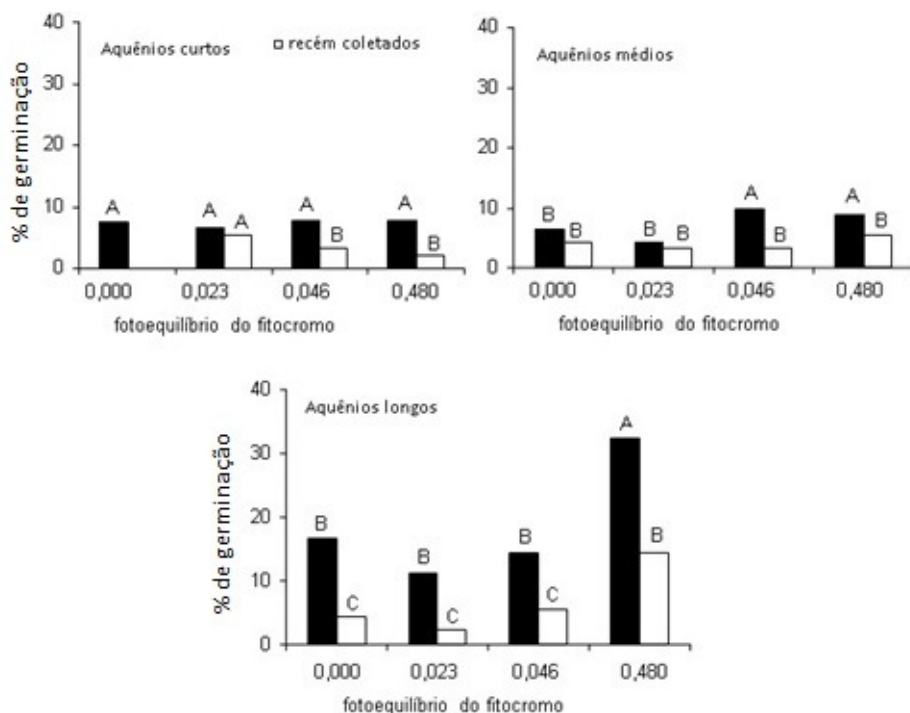 40
30
20
10
0
% de germinação
Aquênios curtos
recém coletados
A
A
A
A
B
A
B
0,000
0,023
0,046
0,480
fotoequilíbrio do fitocromo
40
30
20
10
0
Aquênios médios
B
B
B
B
A
B
A
B
0,000
0,023
0,046
0,480
fotoequilíbrio do fitocromo
40
30
20
10
0
% de germinação
Aquênios longos
B
C
B
C
B
C
A
B
0,000
0,023
0,046
0,480
fotoequilíbrio do fitocromo